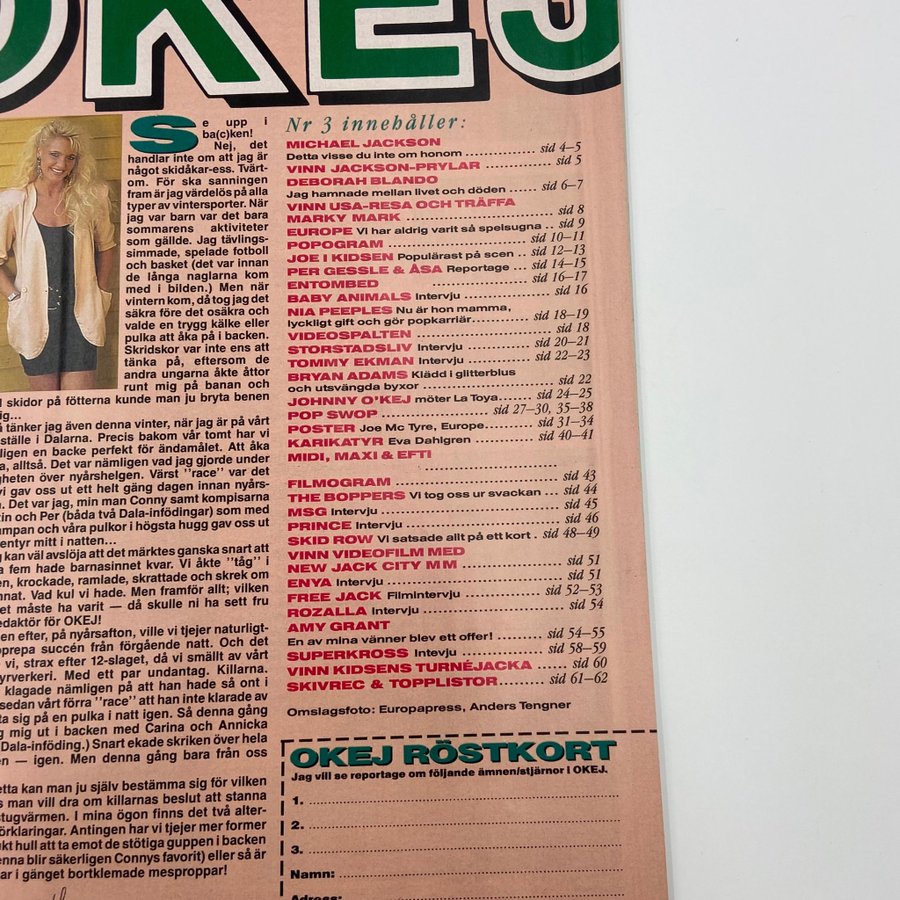 OKEJ
Se upp i
ba(c)ken!
Nej, det
handlar inte om att jag är
något skidåkar-ess. Tvärt-
om. För ska sanningen
fram är jag värdelös på alla
typer av vintersporter. När
jag var barn var det bara
sommarens aktiviteter
som gällde. Jag tävlings-
simmade, spelade fotboll
och basket (det var innan
de långa naglarna kom
med i bilden.) Men när
vintern kom, då tog jag det
säkra före det osäkra och
valde en trygg kälke eller
pulka att åka på i backen.
Skridskor var inte ens att
tänka på, eftersom de
andra ungarna åkte åttor
runt mig på banan och
skidor på fötterna kunde man ju bryta benen
ig...
å tänker jag även denna vinter, när jag är på vårt
ställe i Dalarna. Precis bakom vår tomt har vi
ligen en backe perfekt för ändamålet. Att åka
a, alltså. Det var nämligen vad jag gjorde under
igheten över nyårshelgen. Värst "race" var det
vi gav oss ut ett helt gäng dagen innan nyårs-
n. Det var jag, min man Conny samt kompisarna
tin och Per (båda två Dala-infödingar) som med
mpan och våra pulkor i högsta hugg gav oss ut
entyr mitt i natten...
g kan väl avslöja att det märktes ganska snart att
a fem hade barnasinnet kvar. Vi åkte "tåg" i
en, krockade, ramlade, skrattade och skrek om
nnat. Vad kul vi hade. Men framför allt; vilken
et måste ha varit — då skulle ni ha sett fru
edaktör för OKEJ!
en efter, på nyårsafton, ville vi tjejer naturligt-
pprepa succén från förgående natt. Och det
vi, strax efter 12-slaget, då vi smällt av vårt
yrverkeri. Med ett par undantag. Killarna.
klagade nämligen på att han hade så ont i
sedan vårt förra "race" att han inte klarade av
ta sig på en pulka i natt igen. Så denna gång
g mig ut i backen med Carina och Annicka
Dala-infödin.) Snart ekade skriken över hela
en — igen. Men denna gång bara från oss
etta kan man ju själv bestämma sig för vilken
s man vill dra om killarnas beslut att stanna
stugvärmen. I mina ögon finns det två alter-
örklaringar. Antingen har vi tjejer mer former
kt hull att ta emot de stötiga guppen i backen
enna blir säkerligen Connys favorit) eller så är
ar i gänget bortklemade mesproppar!
Nr 3 innehåller:
MICHAEL JACKSON
Detta visse du inte om honom ............ sid 4—5
VINN JACKSON-PRYLAR ............ sid 5
DEBORAH BLANDO
Jag hamnade mellan livet och döden ...... sid 6—7
VINN USA-RESA OCH TRÄFFA
MARKY MARK ........................ sid 8
EUROPE Vi har aldrig varit så spelsugna .. sid 9
POPOGRAM ........................ sid 10—11
JOE I KIDSEN Populärast på scen ... sid 12—13
PER GESSLE & ÅSA Reportage ... sid 14—15
ENTOMBED ........................ sid 16—17
BABY ANIMALS Intervju ............ sid 16
NIA PEEPLES Nu är hon mamma,
lyckligt gift och gör popkarriär............ sid 18—19
VIDEOSPALTEN ........................ sid 18
STORSTADSLIV Intervju ............ sid 20—21
TOMMY EKMAN Intervju ............ sid 22—23
BRYAN ADAMS Klädd i glitterblus
och utsvängda byxor ........................ sid 22
JOHNNY O'KEJ möter La Toya...... sid 24—25
POP SWOP ............ sid 27—30, 35—38
POSTER Joe Mc Tyre, Europe...... sid 31—34
KARIKATYR Eva Dahlgren ......... sid 40—41
MIDI, MAXI & EFTI
........................
FILMOGRAM ........................ sid 43
THE BOPPERS Vi tog oss ur svackan ... sid 44
MSG Intervju ........................ sid 45
PRINCE Intervju ........................ sid 46
SKID ROW Vi satsade allt på ett kort . sid 48—49
VINN VIDEOFILM MED
NEW JACK CITY MM ............ sid 51
ENYA Intervju ........................ sid 51
FREE JACK Filmintervju ............ sid 52—53
ROZALLA Intervju ............ sid 54
AMY GRANT
En av mina vänner blev ett offer! ......... sid 54—55
SUPERKROSS Intevju ............ sid 58—59
VINN KIDSENS TURNÉJACKA ...... sid 60
SKIVREC & TOPPLISTOR......... sid 61—62
Omslagsfoto: Europapress, Anders Tengner
OKEJ RÖSTKORT
Jag vill se reportage om följande ämnen/stjärnor i OKEJ.
1. ........................
2. ........................
3. ........................
Namn: ........................
Adress: ........................